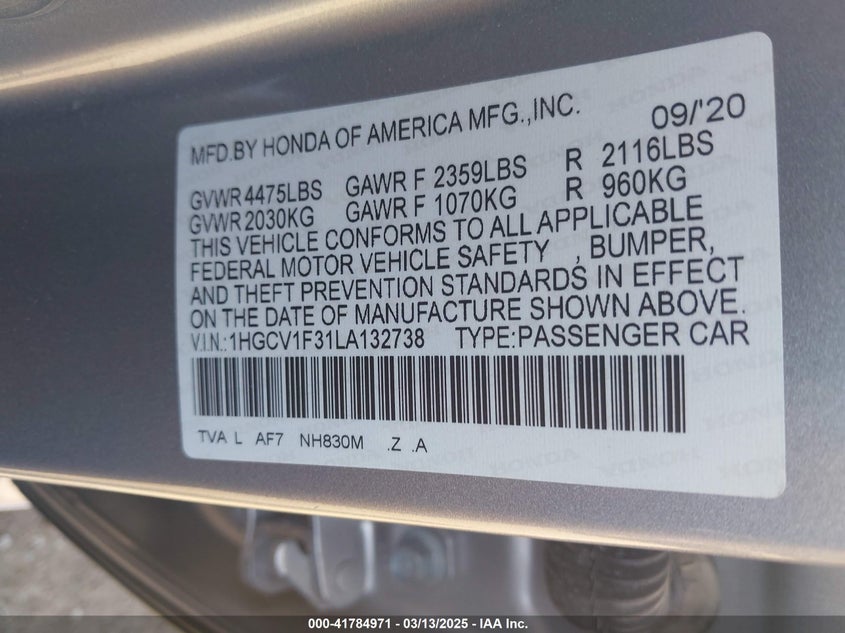 MFD.BY HONDA OF AMERICA MFG.,INC. 09/'20
GVWR 4475LBS GAWR F 2359LBS R 2116LBS
GVWR 2030KG GAWR F 1070KG R 960KG
THIS VEHICLE CONFORMS TO ALL APPLICABLE
FEDERAL MOTOR VEHICLE SAFETY , BUMPER,
AND THEFT PREVENTION STANDARDS IN EFFECT
ON THE DATE OF MANUFACTURE SHOWN ABOVE.
V.I.N.:1HGCV1F31LA132738 TYPE:PASSENGER CAR
TVA L AF7 NH830M .Z .A
000-41784971 – 03/13/2025 – IAA Inc.